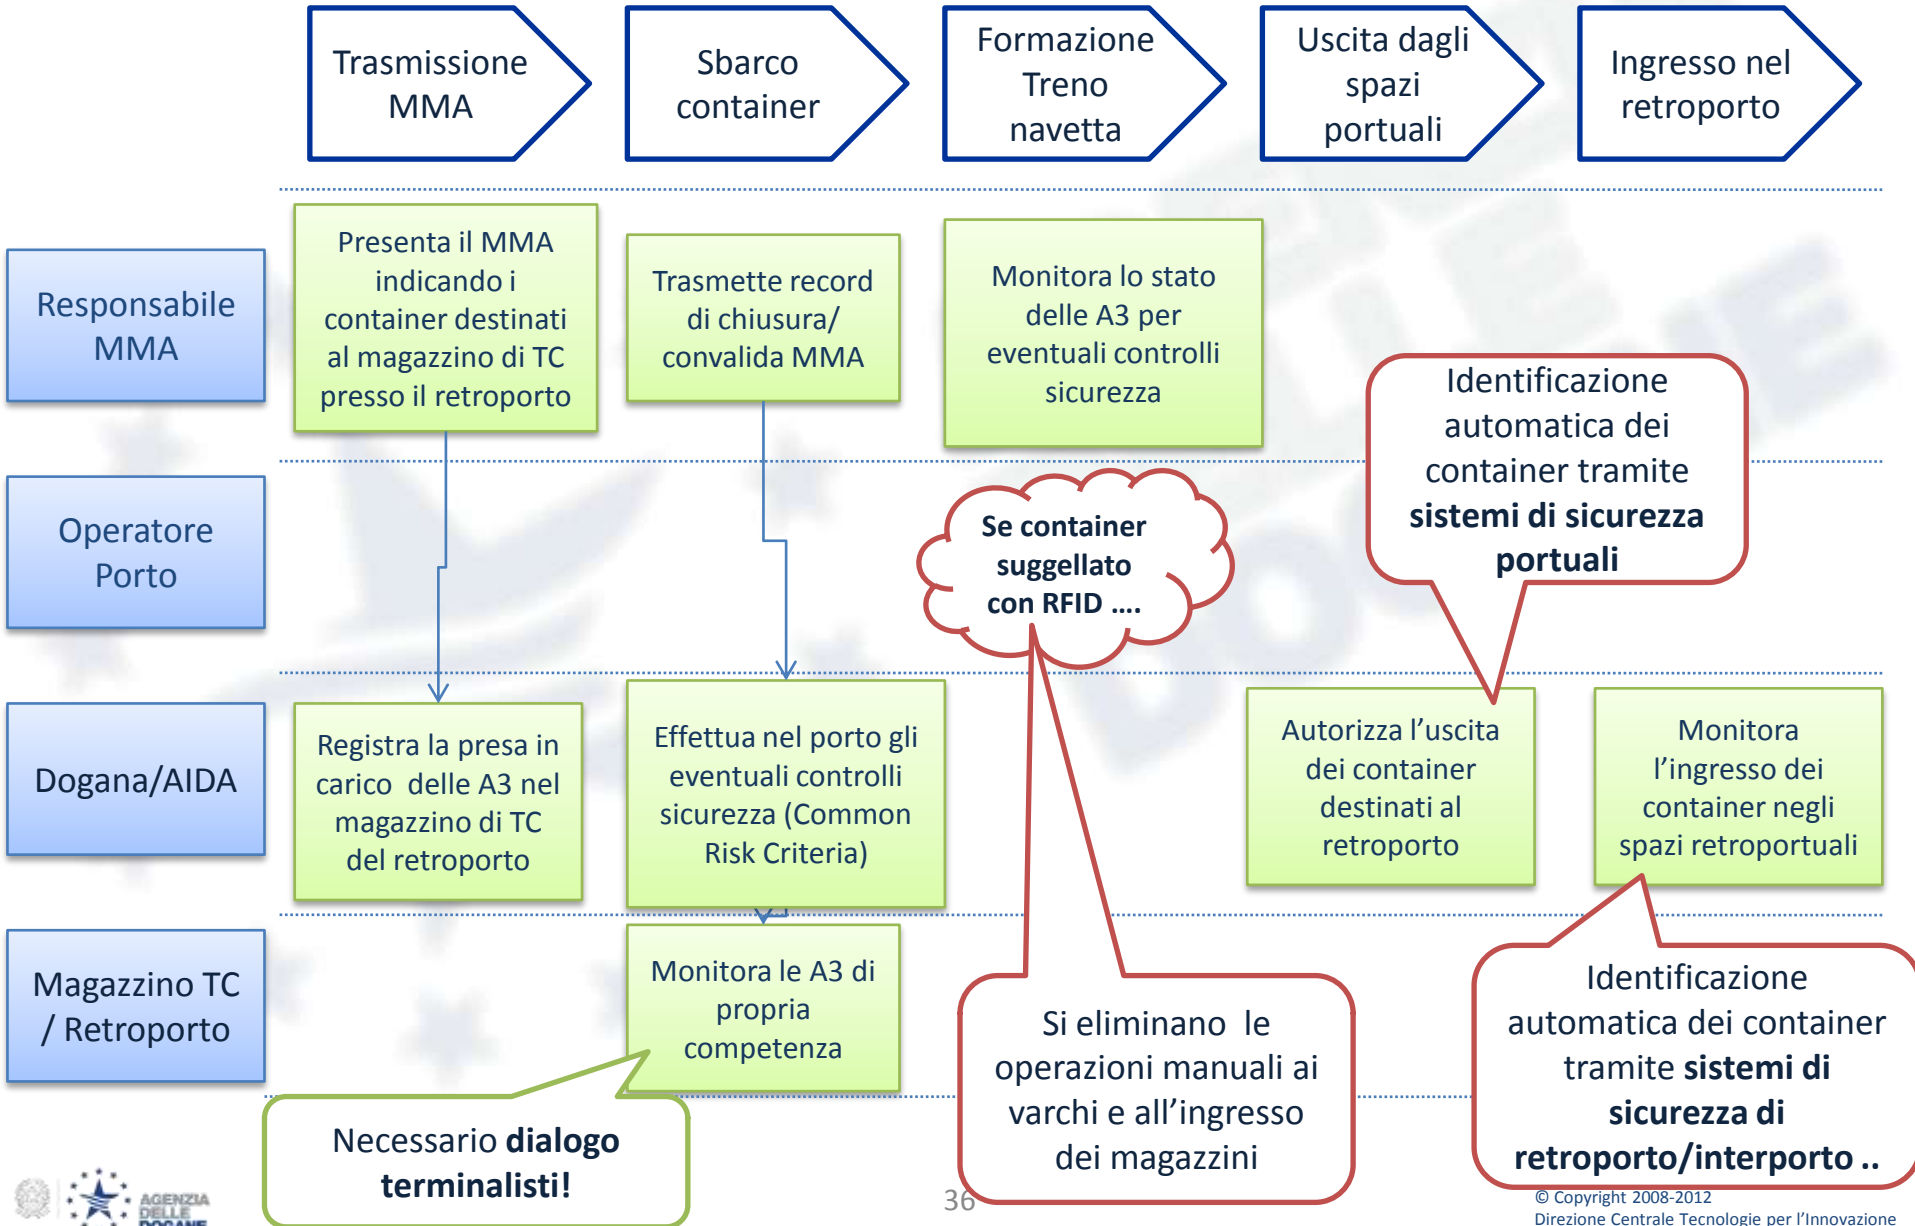 Trasmissione
MMA
Sbarco
container
Formazione
Treno
navetta
Uscita dagli
spazi
portuali
Ingresso nel
retroporto
Responsabile
MMA
Presenta il MMA
indicando i
container destinati
al magazzino di TC
presso il retroporto
Trasmette record
di chiusura/
convalida MMA
Monitora lo stato
delle A3 per
eventuali controlli
sicurezza
Identificazione
automatica dei
container tramite
sistemi di sicurezza
portuali
Operatore
Porto
Se container
suggellato
con RFID ....
Dogana/AIDA
Registra la presa in
carico delle A3 nel
magazzino di TC
del retroporto
Effettua nel porto gli
eventuali controlli
sicurezza (Common
Risk Criteria)
Autorizza l'uscita
dei container
destinati al
retroporto
Monitora
l'ingresso dei
container negli
spazi retroportuali
Magazzino TC
/ Retroporto
Monitora le A3 di
propria
competenza
Si eliminano le
operazioni manuali ai
varchi e all'ingresso
dei magazzini
Identificazione
automatica dei container
tramite sistemi di
sicurezza di
retroporto/interporto ..
Necessario dialogo
terminalisti!
AGENZIA
DELLE
DOGANE
36
© Copyright 2008-2012
Direzione Centrale Tecnologie per l'Innovazione